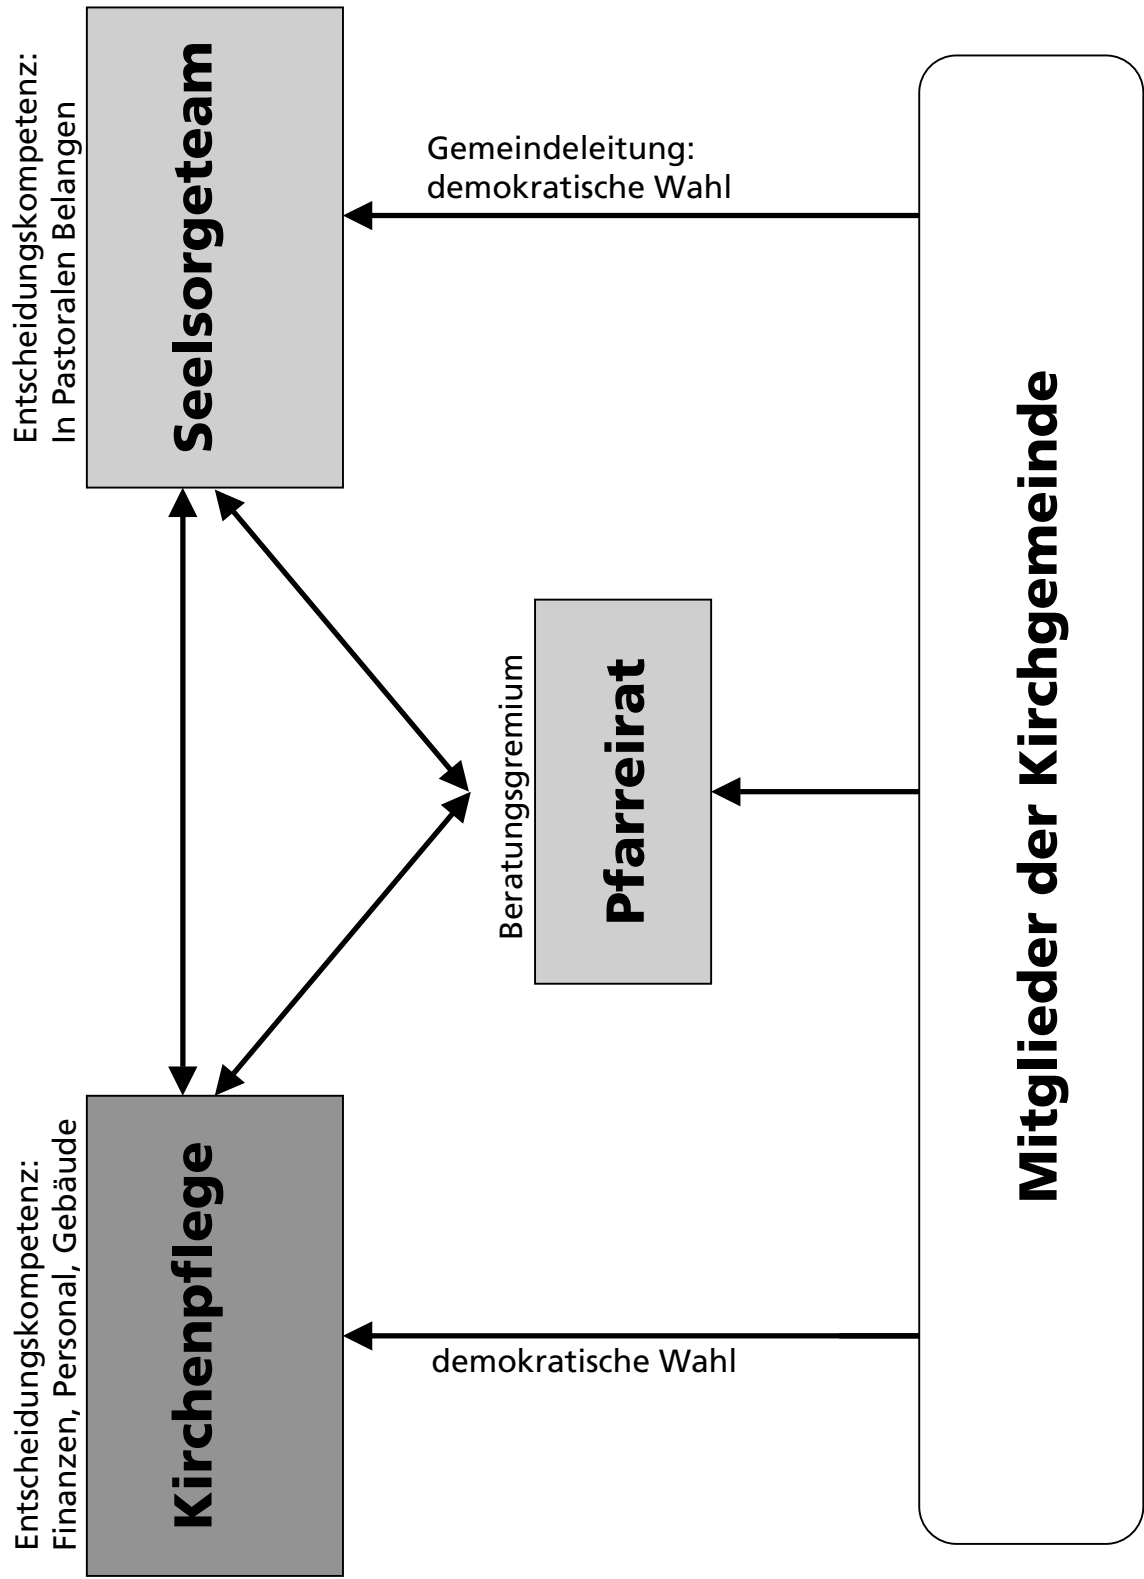 Entscheidungskompetenz:
Finanzen, Personal, Gebäude
Kirchenpflege
Entscheidungskompetenz:
In Pastoralen Belangen
Seelsorgeteam
Beratungsgremium
Pfarreirat
demokratische Wahl
Gemeindeleitung:
demokratische Wahl
Mitglieder der Kirchgemeinde